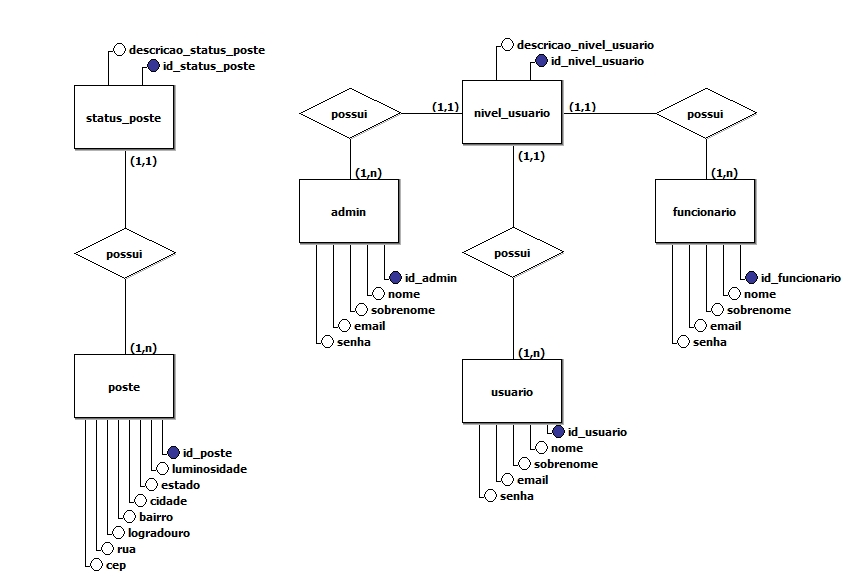 descricao_status_poste
id_status_poste
status_poste
(1,1)
possui
(1,n)
poste
id_poste
luminosidade
estado
cidade
bairro
logradouro
rua
cep
descricao_nivel_usuario
id_nivel_usuario
possui
(1,1)
nivel_usuario
(1,1)
possui
(1,n)
admin
id_admin
nome
sobrenome
email
senha
(1,1)
possui
(1,n)
usuario
id_usuario
nome
sobrenome
email
senha
(1,n)
funcionario
id_funcionario
nome
sobrenome
email
senha